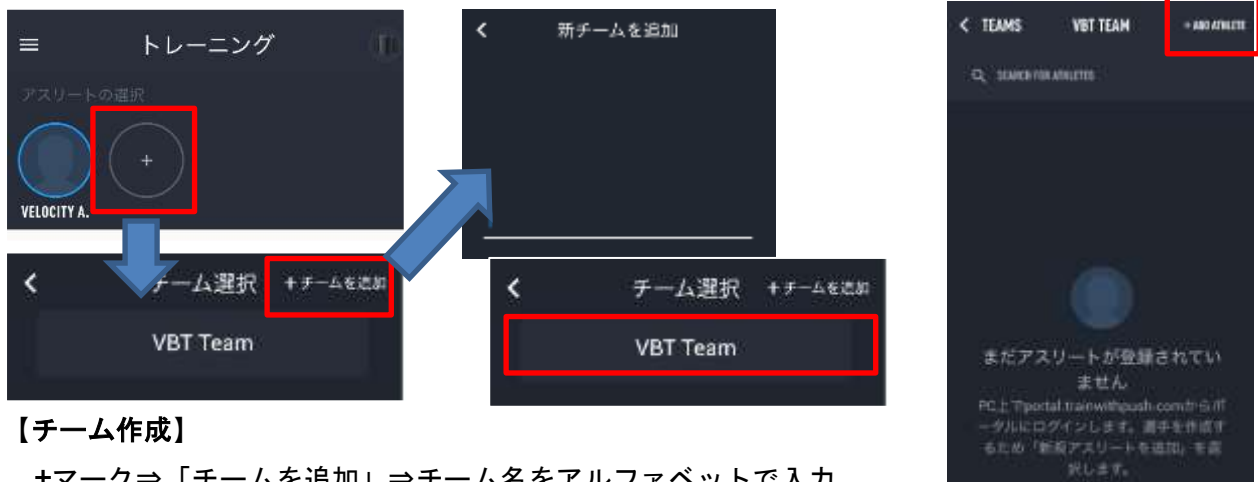 トレーニング
アスリートの選択
+
VELOCITY A.
チーム選択 +チームを追加
VBT Team
新チームを追加
チーム選択 +チームを追加
VBT Team
TEAMS VBT TEAM + ADD ATHLETE
SEARCH FOR ATHLETES
まだアスリートが登録されてい
ません
PC上でportal.trainwithpush.comからポ
ータルにログインします。選手を作成す
るため「新規アスリートを追加」を選
択します。
【チーム作成】
+マーク⇒「チームを追加」⇒チーム名をアルファベットで入力